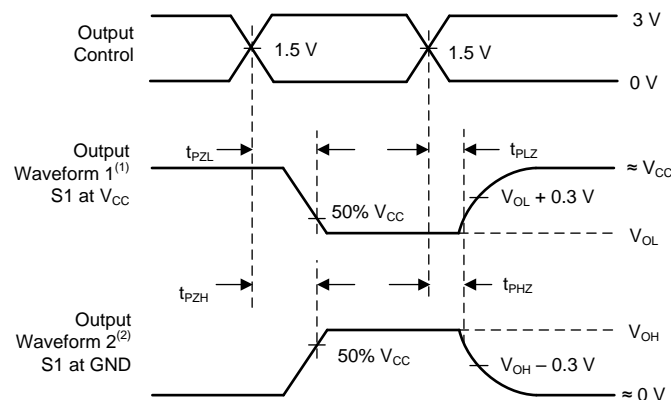 Output
Control
1.5 V
1.5 V
3 V
0 V
Output
Waveform 1(1)
S1 at VCC
tPZL
tPLZ
50% VCC
VOL + 0.3 V
≈ VCC
VOL
tPZH
tPHZ
Output
Waveform 2(2)
S1 at GND
50% VCC
VOH – 0.3 V
VOH
≈ 0 V